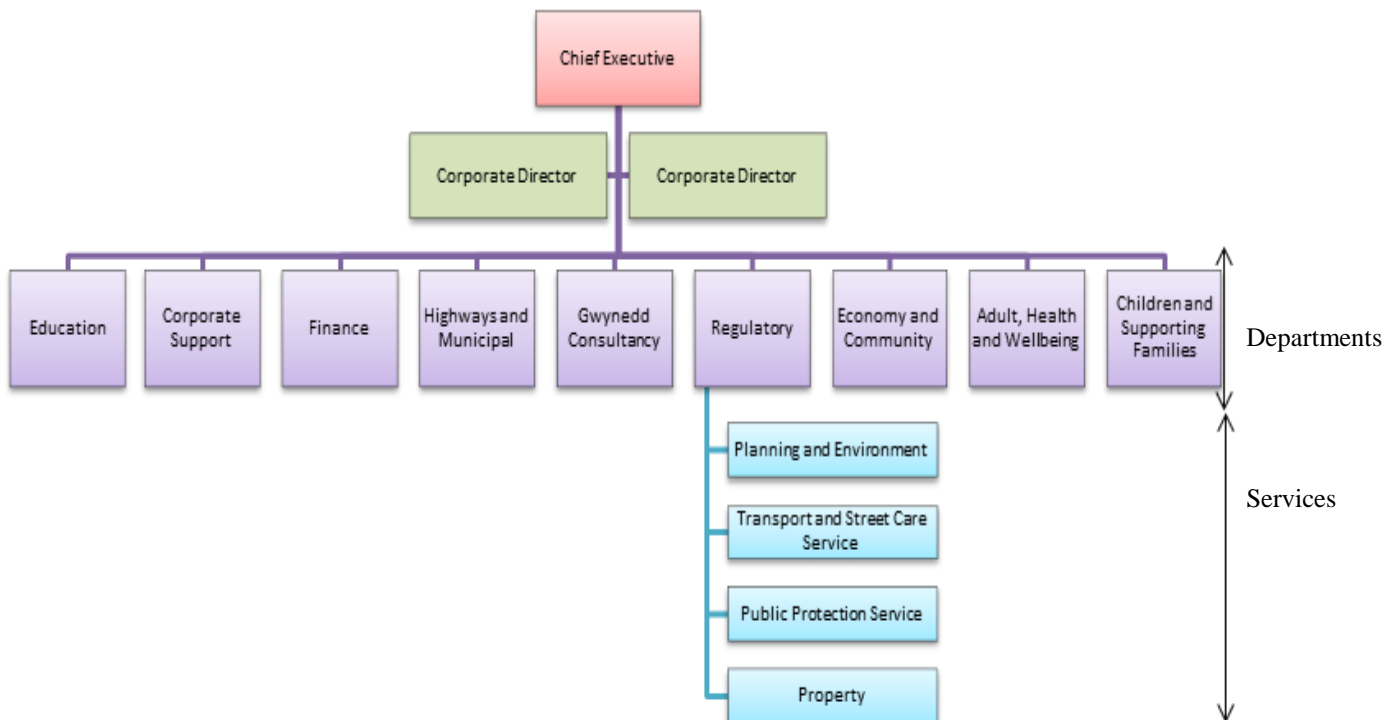 Chief Executive
Corporate Director
Corporate Director
Education
Corporate
Support
Finance
Highways and
Municipal
Gwynedd
Consultancy
Regulatory
Economy and
Community
Adult, Health
and Wellbeing
Children and
Supporting
Families
Departments
Planning and Environment
Services
Transport and Street Care
Service
Public Protection Service
Property